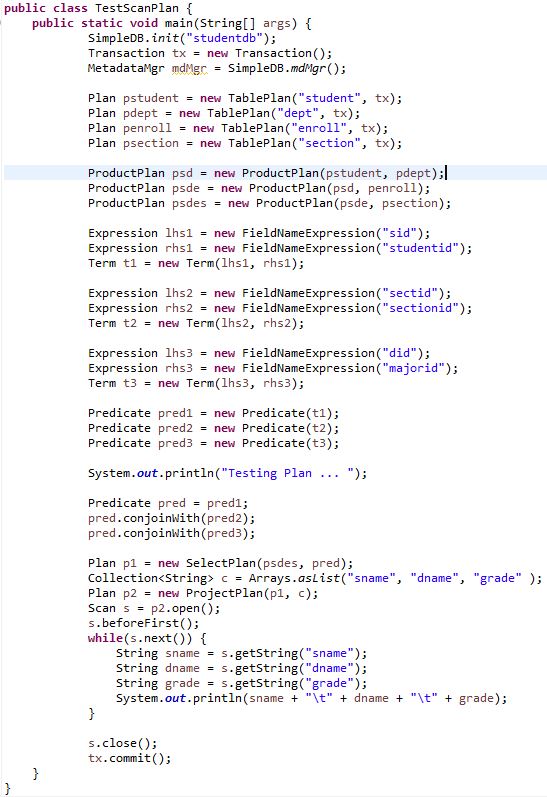 public class TestScanPlan {
public static void main(String[] args) {
SimpleDB.init("studentdb");
Transaction tx = new Transaction();
MetadataMgr mdMgr = SimpleDB.mdMgr();
Plan pstudent = new TablePlan("student", tx);
Plan pdept = new TablePlan("dept", tx);
Plan penroll = new TablePlan("enroll", tx);
Plan psection = new TablePlan("section", tx);
ProductPlan psd = new ProductPlan(pstudent, pdept);
ProductPlan psde = new ProductPlan(psd, penroll);
ProductPlan psdes = new ProductPlan(psde, psection);
Expression lhs1 = new FieldNameExpression("sid");
Expression rhs1 = new FieldNameExpression("studentid");
Term t1 = new Term(lhs1, rhs1);
Expression lhs2 = new FieldNameExpression("sectid");
Expression rhs2 = new FieldNameExpression("sectionid");
Term t2 = new Term(lhs2, rhs2);
Expression lhs3 = new FieldNameExpression("did");
Expression rhs3 = new FieldNameExpression("majorid");
Term t3 = new Term(lhs3, rhs3);
Predicate pred1 = new Predicate(t1);
Predicate pred2 = new Predicate(t2);
Predicate pred3 = new Predicate(t3);
System.out.println("Testing Plan ... ");
Predicate pred = pred1;
pred.conjoinWith(pred2);
pred.conjoinWith(pred3);
Plan p1 = new SelectPlan(psdes, pred);
Collection<String> c = Arrays.asList("sname", "dname", "grade" );
Plan p2 = new ProjectPlan(p1, c);
Scan s = p2.open();
s.beforeFirst();
while(s.next()) {
String sname = s.getString("sname");
String dname = s.getString("dname");
String grade = s.getString("grade");
System.out.println(sname + "\t" + dname + "\t" + grade);
}
s.close();
tx.commit();
}
}